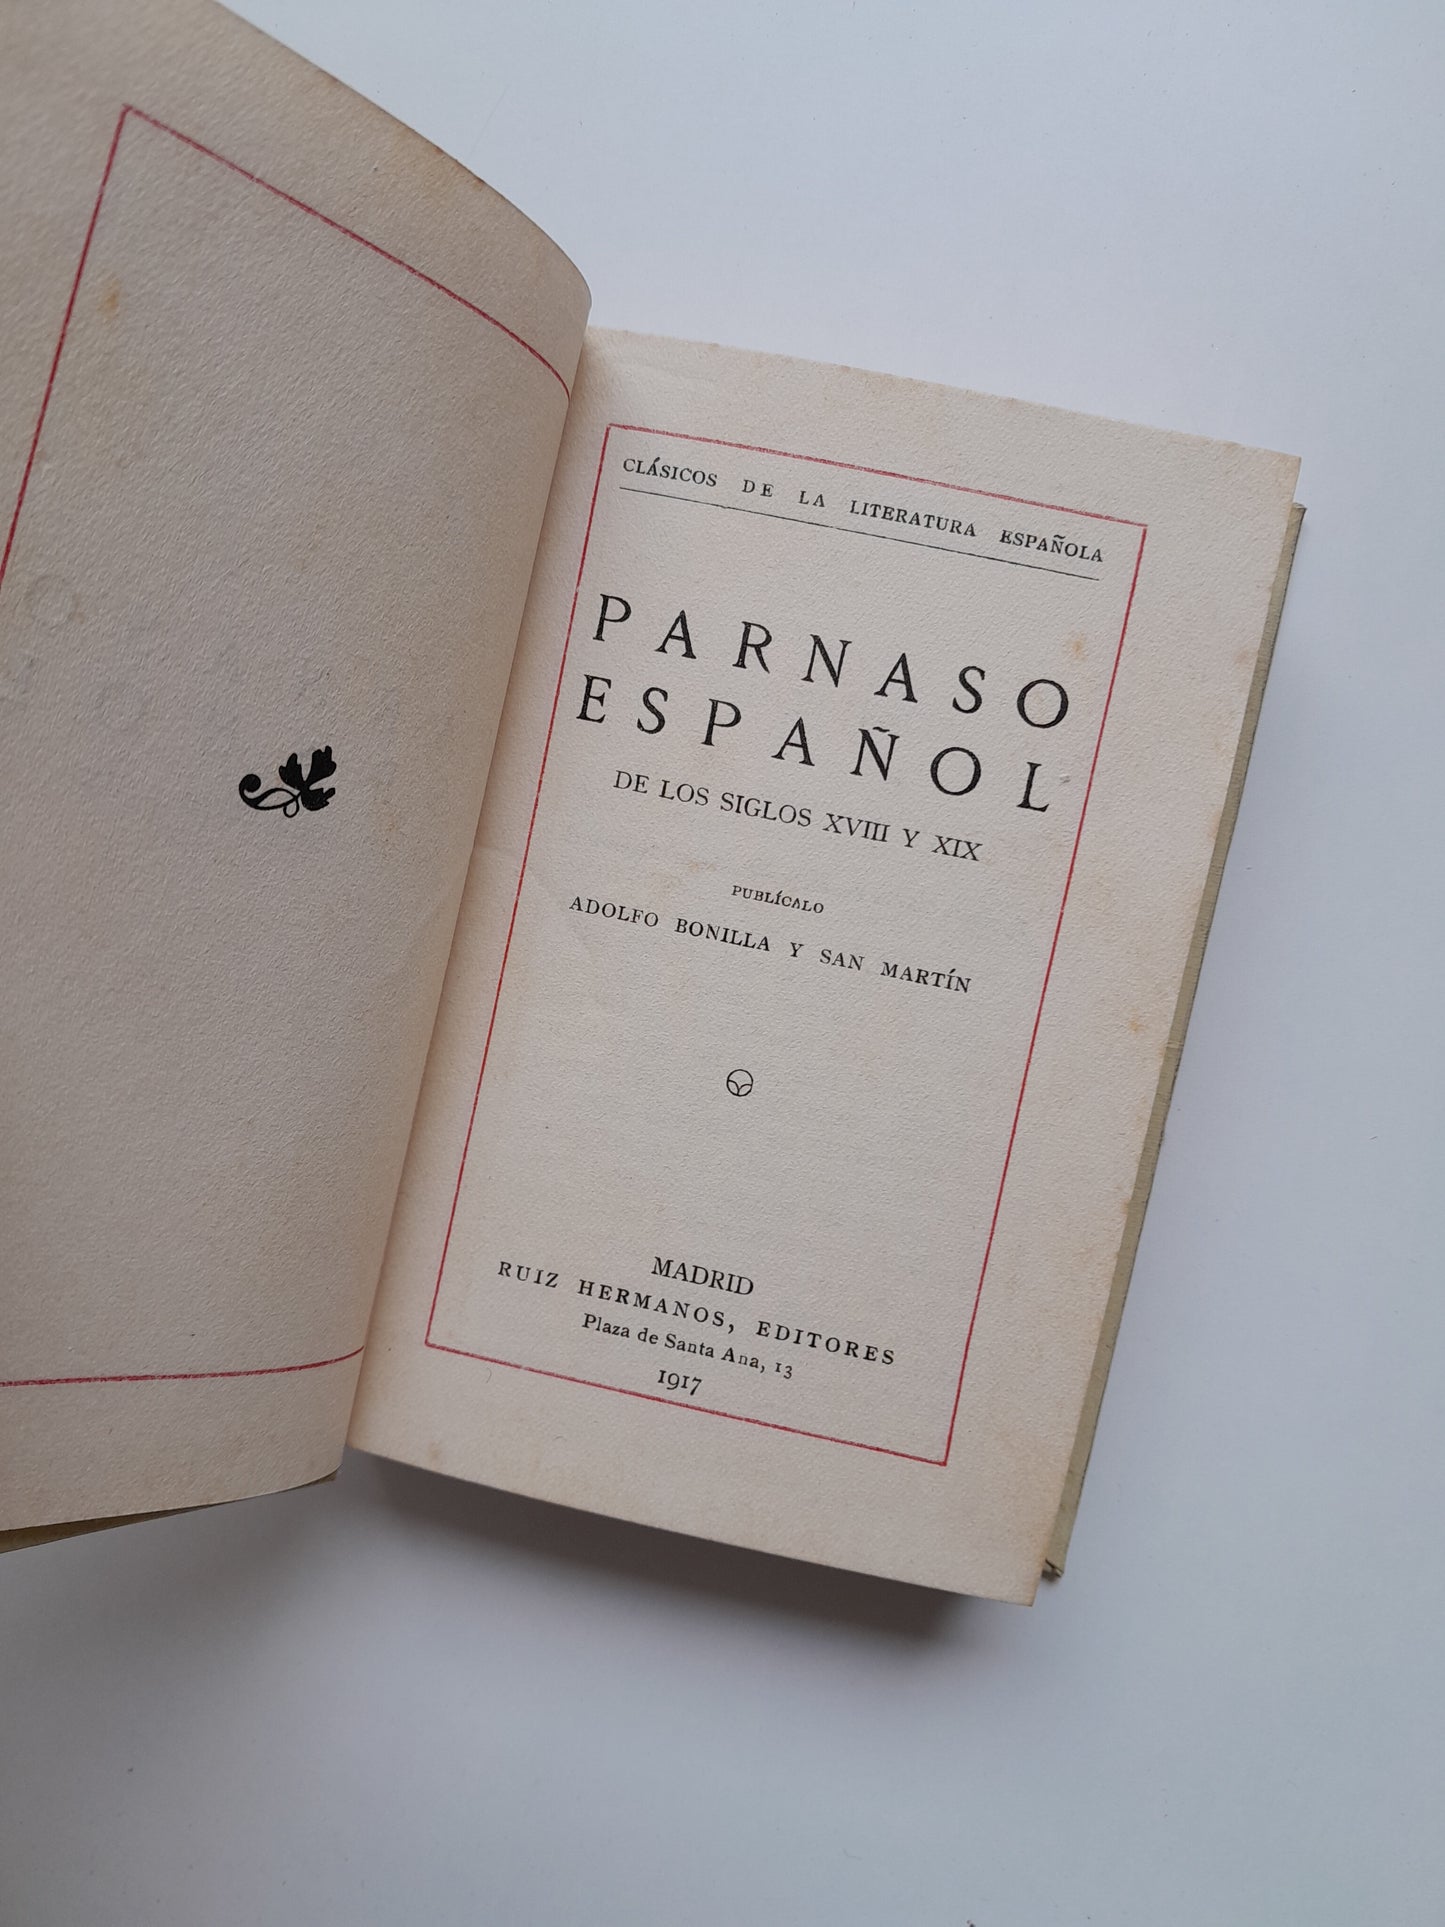 CLÁSICOS DE LA LITERATURA ESPAÑOLA
PARNASO
ESPAÑOL
DE LOS SIGLOS XVIII Y XIX
PUBLÍCALO
ADOLFO BONILLA Y SAN MARTÍN
MADRID
RUIZ HERMANOS, EDITORES
Plaza de Santa Ana, 13
1917